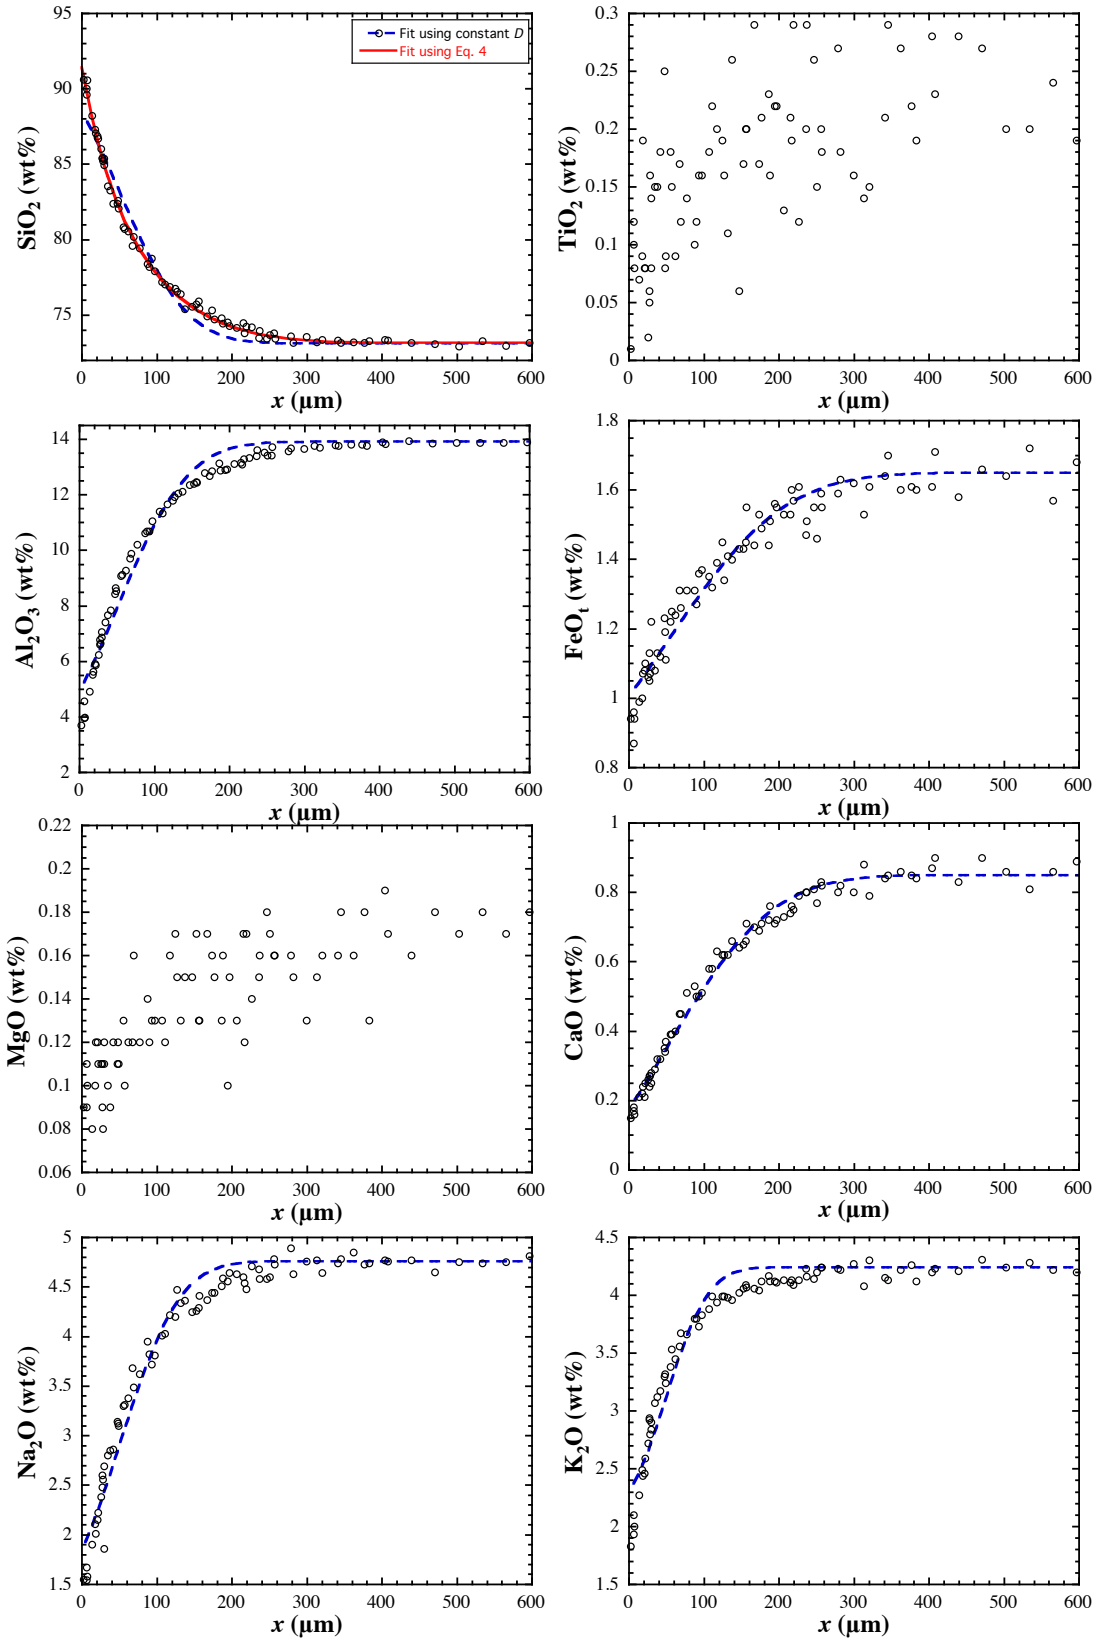 95
90
85
80
75
0 100 200 300 400 500 600
SiO2 (wt%)
x (μm)
Fit using constant D
Fit using Eq. 4
0.3
0.25
0.2
0.15
0.1
0.05
0
0 100 200 300 400 500 600
TiO2 (wt%)
x (μm)
14
12
10
8
6
4
2
0 100 200 300 400 500 600
Al2O3 (wt%)
x (μm)
1.8
1.6
1.4
1.2
1
0.8
0 100 200 300 400 500 600
FeOt (wt%)
x (μm)
0.22
0.2
0.18
0.16
0.14
0.12
0.1
0.08
0.06
0 100 200 300 400 500 600
MgO (wt%)
x (μm)
1
0.8
0.6
0.4
0.2
0
0 100 200 300 400 500 600
CaO (wt%)
x (μm)
5
4.5
4
3.5
3
2.5
2
1.5
0 100 200 300 400 500 600
Na2O (wt%)
x (μm)
4.5
4
3.5
3
2.5
2
1.5
0 100 200 300 400 500 600
K2O (wt%)
x (μm)